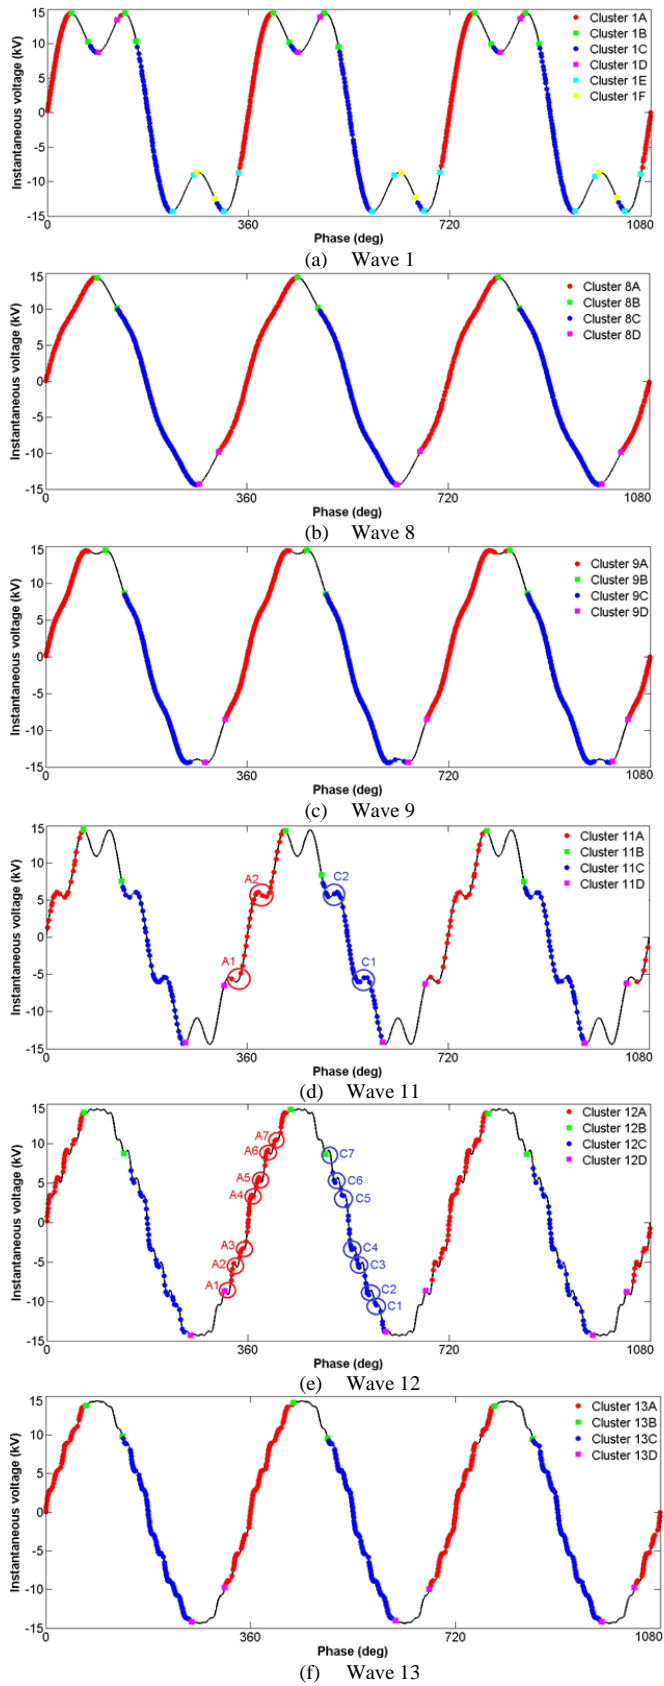 15
10
5
0
-5
-10
-15
Instantaneous voltage (kV)
Cluster 1A
Cluster 1B
Cluster 1C
Cluster 1D
Cluster 1E
Cluster 1F
0 360 720 1080
Phase (deg)
(a) Wave 1
15
10
5
0
-5
-10
-15
Instantaneous voltage (kV)
Cluster 8A
Cluster 8B
Cluster 8C
Cluster 8D
0 360 720 1080
Phase (deg)
(b) Wave 8
15
10
5
0
-5
-10
-15
Instantaneous voltage (kV)
Cluster 9A
Cluster 9B
Cluster 9C
Cluster 9D
0 360 720 1080
Phase (deg)
(c) Wave 9
15
10
5
0
-5
-10
-15
Instantaneous voltage (kV)
Cluster 11A
Cluster 11B
Cluster 11C
Cluster 11D
A2 C2
A1 C1
0 360 720 1080
Phase (deg)
(d) Wave 11
15
10
5
0
-5
-10
-15
Instantaneous voltage (kV)
Cluster 12A
Cluster 12B
Cluster 12C
Cluster 12D
A7
A6 C7
A5 C6
A4 C5
A3 C4
A2 C3
A1 C2
C1
0 360 720 1080
Phase (deg)
(e) Wave 12
15
10
5
0
-5
-10
-15
Instantaneous voltage (kV)
Cluster 13A
Cluster 13B
Cluster 13C
Cluster 13D
0 360 720 1080
Phase (deg)
(f) Wave 13